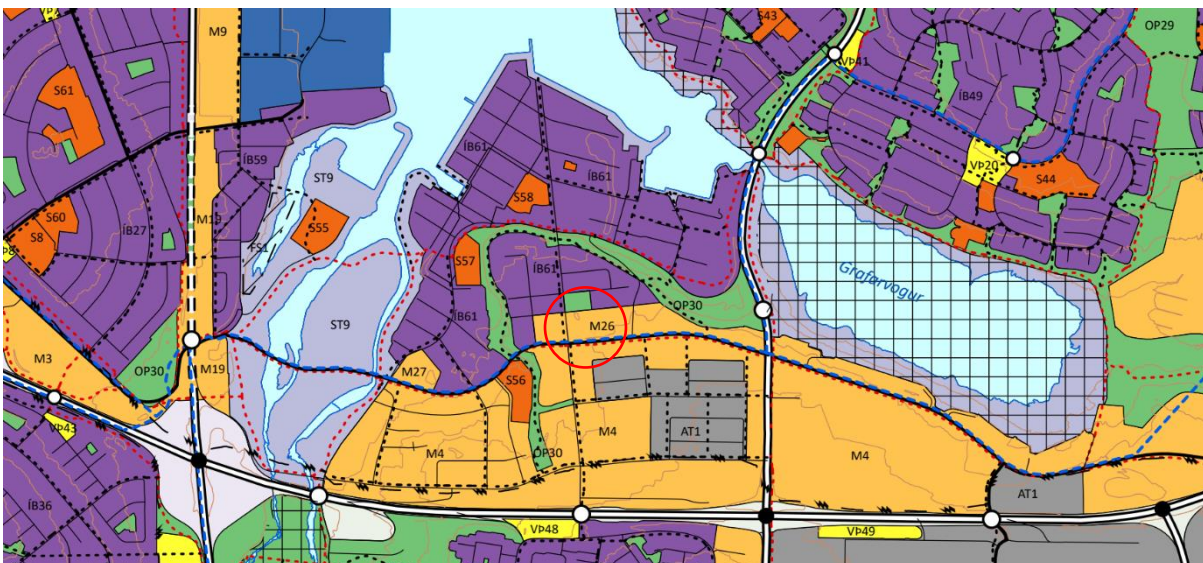 VÞ2
M9
S43
OP29
VÞ41
S61
ÍB49
ÍB59
ÍB61
ST9
ÍB61
VÞ20
S44
S58
S60
S8
ÍB27
M19
S55
FS1
S57
ÍB61
Grafarvogur
ST9
ÍB61
OP30
M26
M3
OP30
M19
M27
S56
VÞ43
M4
M4
AT1
M4
OP30
AT1
ÍB36
VÞ48
VÞ49